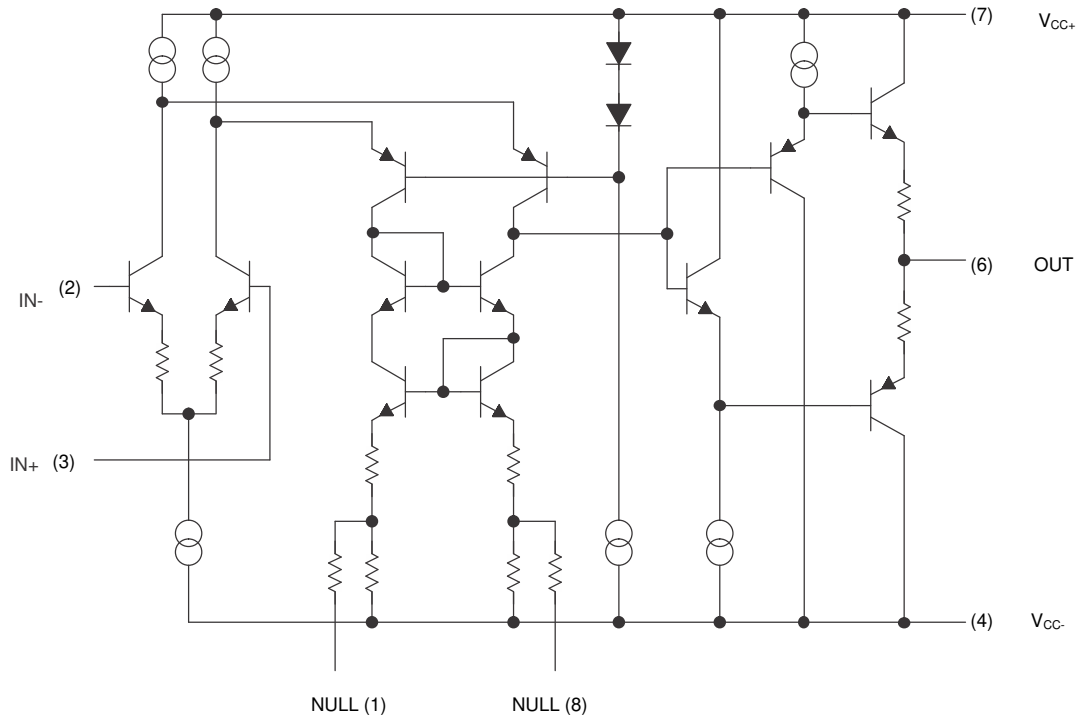 (7) VCC+
IN- (2)
(6) OUT
IN+ (3)
(4) VCC-
NULL (1) NULL (8)